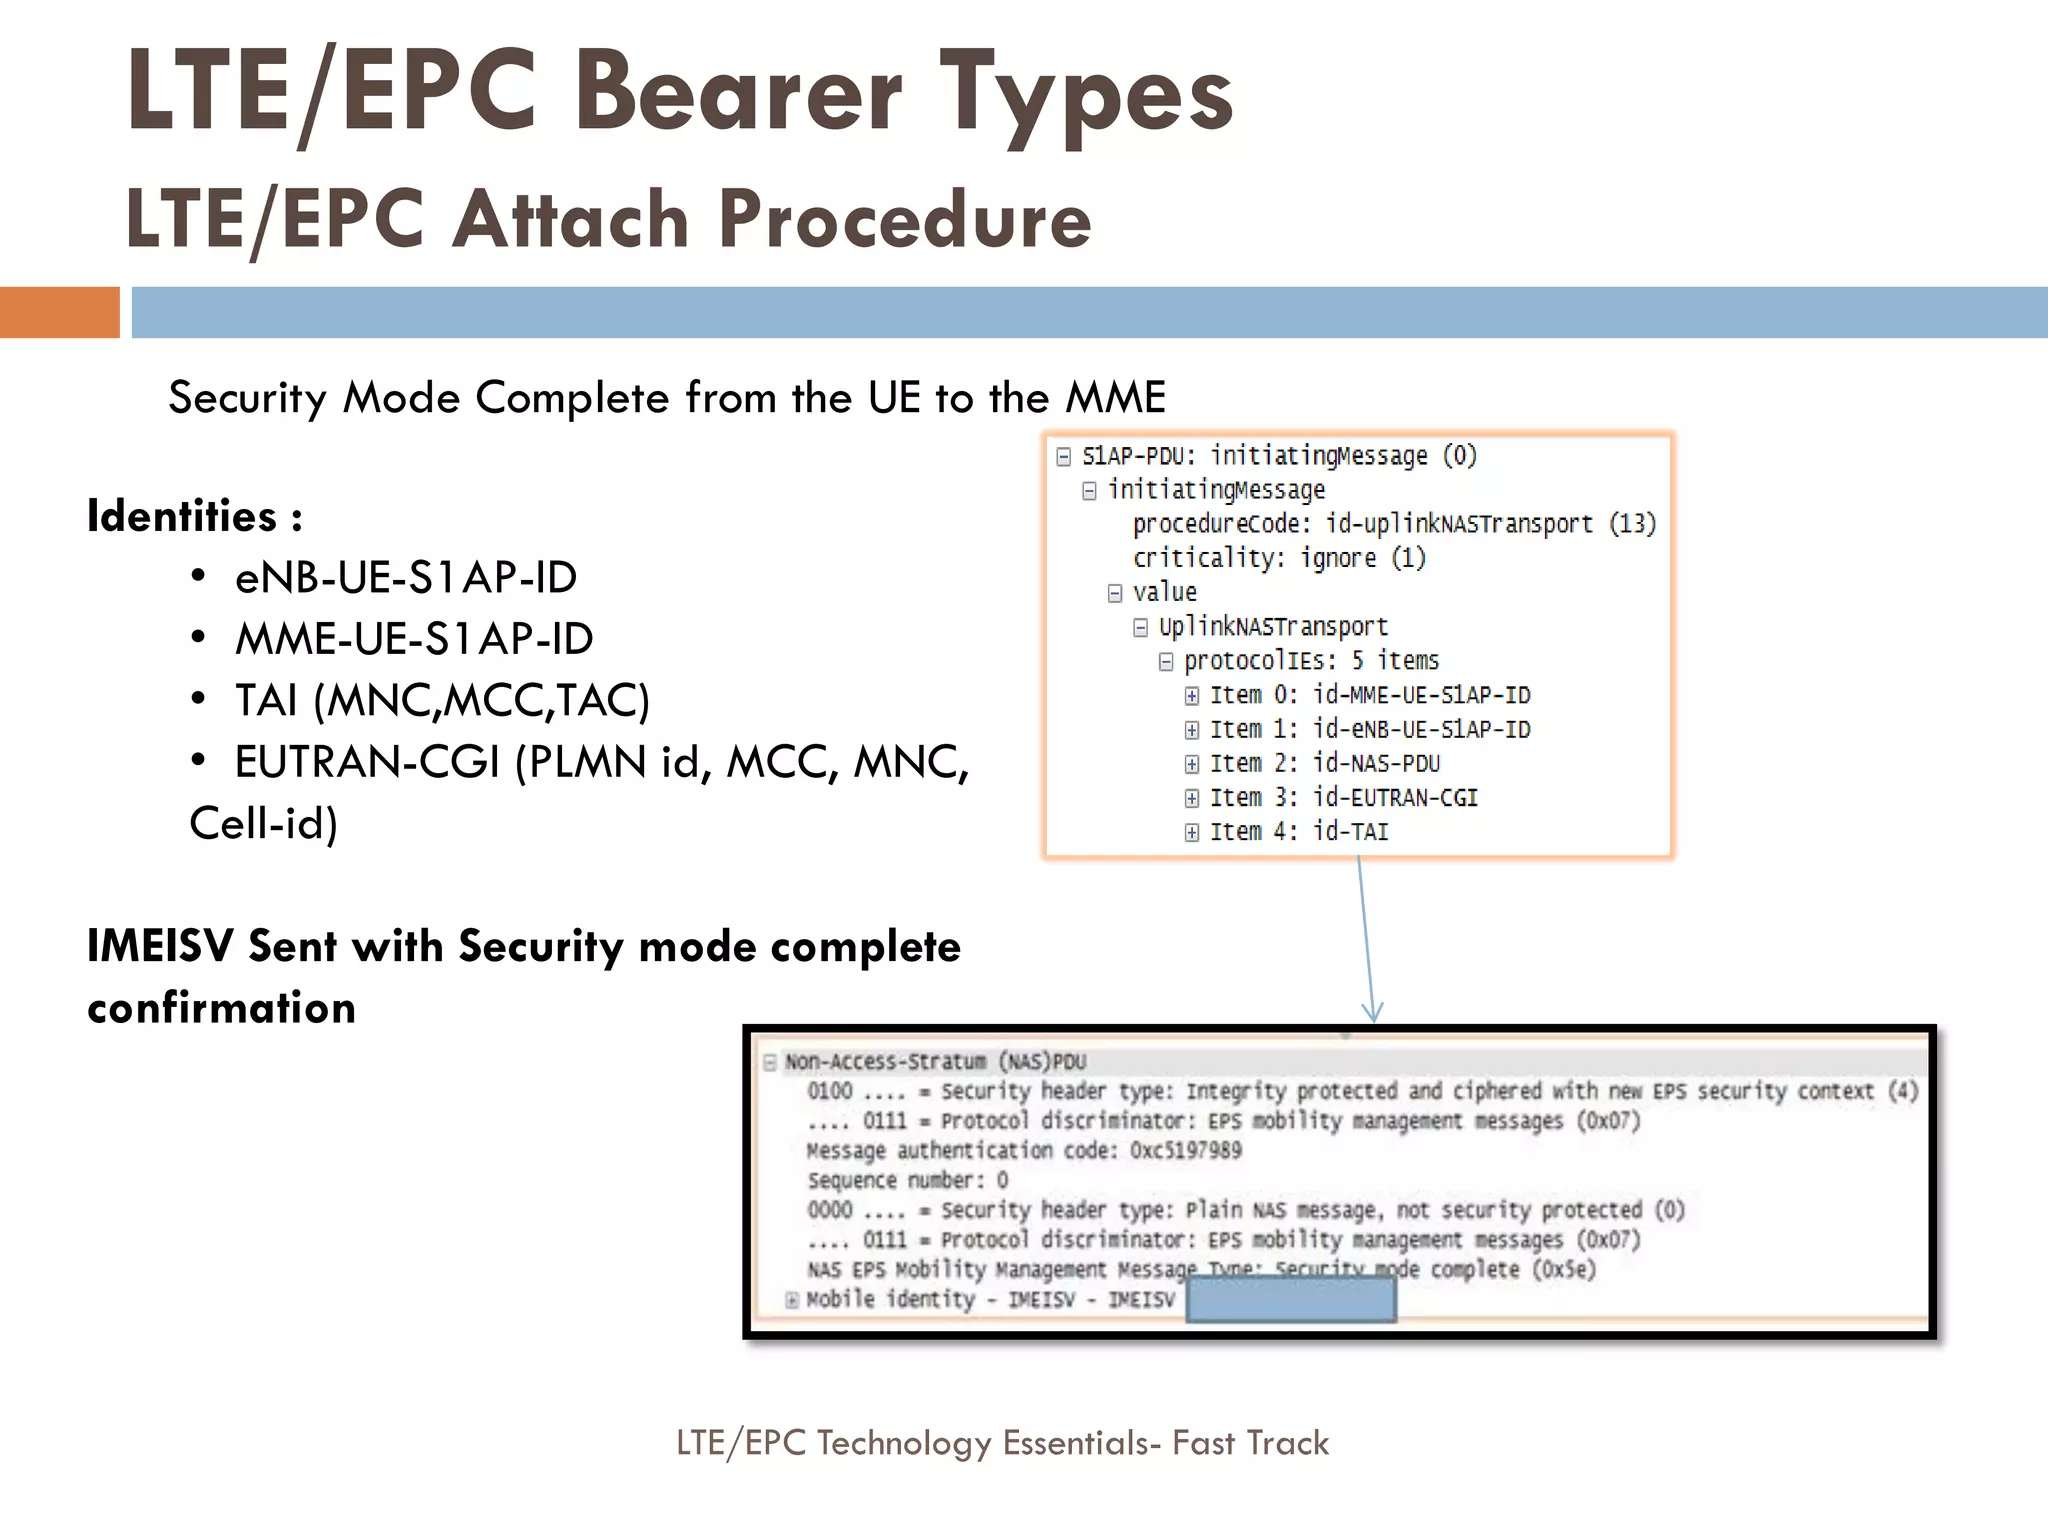 LTE/EPC Bearer Types
LTE/EPC Attach Procedure
Security Mode Complete from the UE to the MME
Identities :
• eNB-UE-S1AP-ID
• MME-UE-S1AP-ID
• TAI (MNC,MCC,TAC)
• EUTRAN-CGI (PLMN id, MCC, MNC,
Cell-id)
IMEISV Sent with Security mode complete
confirmation
S1AP-PDU: initiatingMessage (0)
initiatingMessage
procedureCode: id-uplinkNASTransport (13)
criticality: ignore (1)
value
UplinkNASTransport
protocolIEs: 5 items
Item 0: id-MME-UE-S1AP-ID
Item 1: id-eNB-UE-S1AP-ID
Item 2: id-NAS-PDU
Item 3: id-EUTRAN-CGI
Item 4: id-TAI
Non-Access-Stratum (NAS)PDU
0100 .... = Security header type: Integrity protected and ciphered with new EPS security context (4)
.... 0111 = Protocol discriminator: EPS mobility management messages (0x07)
Message authentication code: 0xc5197989
Sequence number: 0
0000 .... = Security header type: Plain NAS message, not security protected (0)
.... 0111 = Protocol discriminator: EPS mobility management messages (0x07)
NAS EPS Mobility Management Message Type: Security mode complete (0x5e)
Mobile identity - IMEISV - IMEISV
LTE/EPC Technology Essentials- Fast Track